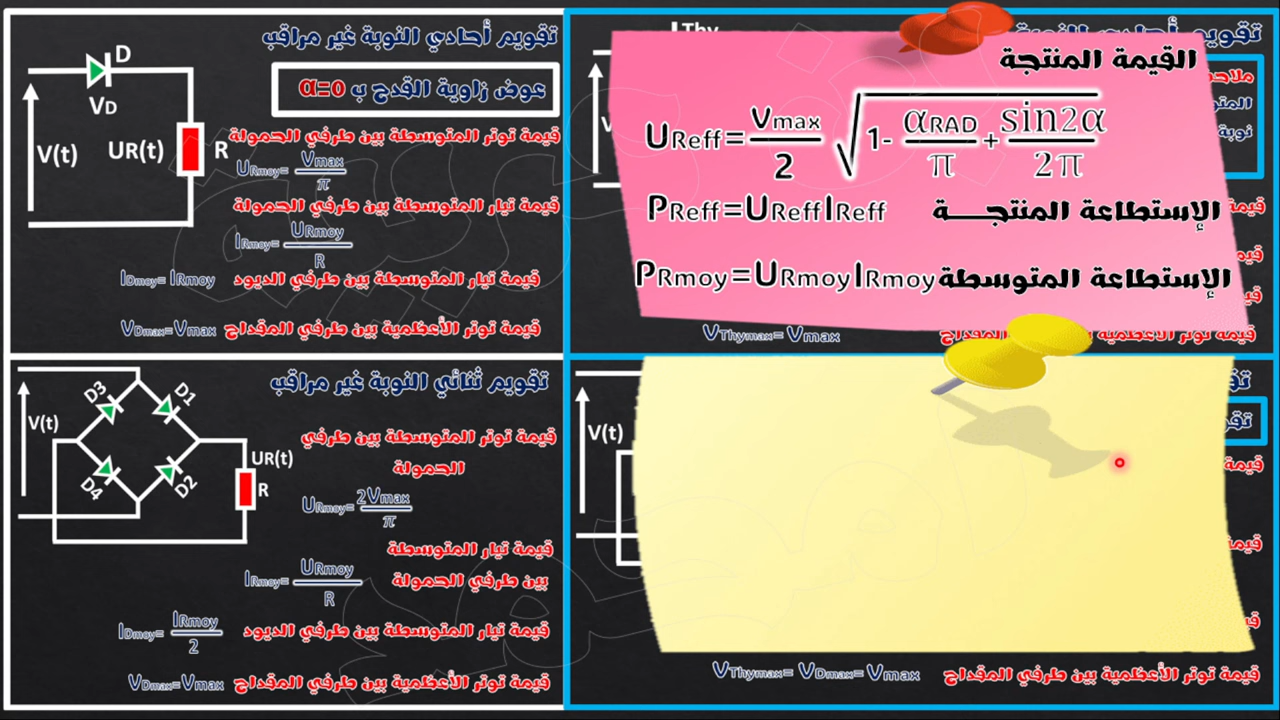 تقويم أحادي النوبة غير مراقب
عوض زاوية القدح ب α=0
D
VD
V(t)
UR(t)
R
قيمة توتر المتوسطة بين طرفي الحمولة
URmoy= Vmax/π
قيمة تيار المتوسطة بين طرفي الحمولة
IRmoy= URmoy/R
قيمة تيار المتوسطة بين طرفي الديود
IDmoy= IRmoy
قيمة توتر الأعظمية بين طرفي المقداح
VDmax=Vmax
القيمة المنتجة
UReff= Vmax/2 √(1- αRAD/π + sin2α/2π)
الإستطاعة المنتجـــة
PReff=UReffIReff
الإستطاعة المتوسطة
PRmoy=URmoyIRmoy
VThymax= Vmax
تقويم ثنائي النوبة غير مراقب
D3
D1
V(t)
D4
D2
UR(t)
R
قيمة توتر المتوسطة بين طرفي
الحمولة
URmoy= 2Vmax/π
قيمة تيار المتوسطة
بين طرفي الحمولة
IRmoy= URmoy/R
قيمة تيار المتوسطة بين طرفي الديود
IDmoy= IRmoy/2
قيمة توتر الأعظمية بين طرفي المقداح
VDmax=Vmax
V(t)
قيمة توتر الأعظمية بين طرفي المقداح
VThymax= VDmax= Vmax